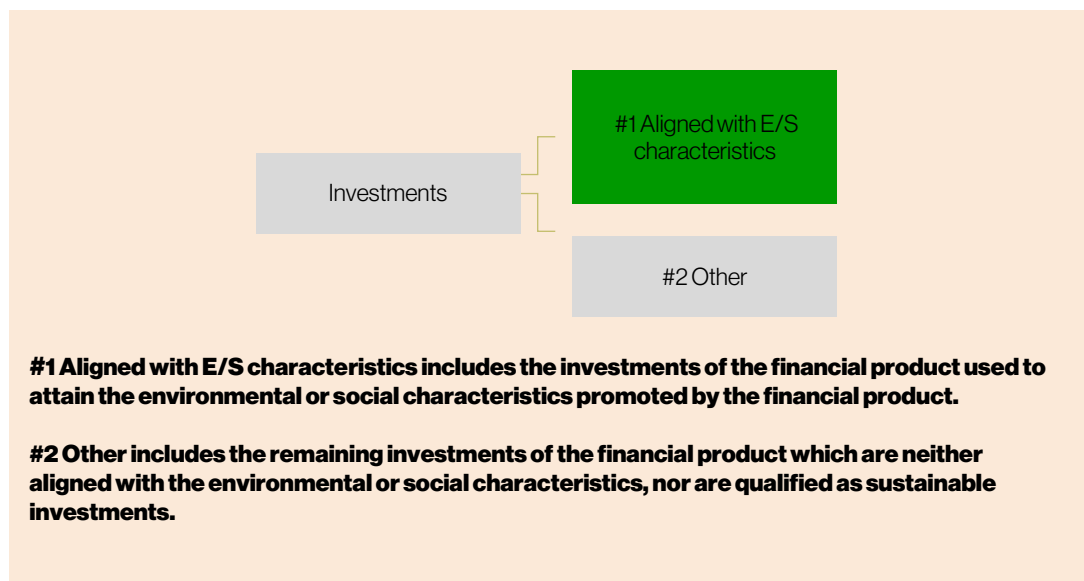 #1 Aligned with E/S
characteristics
Investments
#2 Other
#1 Aligned with E/S characteristics includes the investments of the financial product used to
attain the environmental or social characteristics promoted by the financial product.
#2 Other includes the remaining investments of the financial product which are neither
aligned with the environmental or social characteristics, nor are qualified as sustainable
investments.